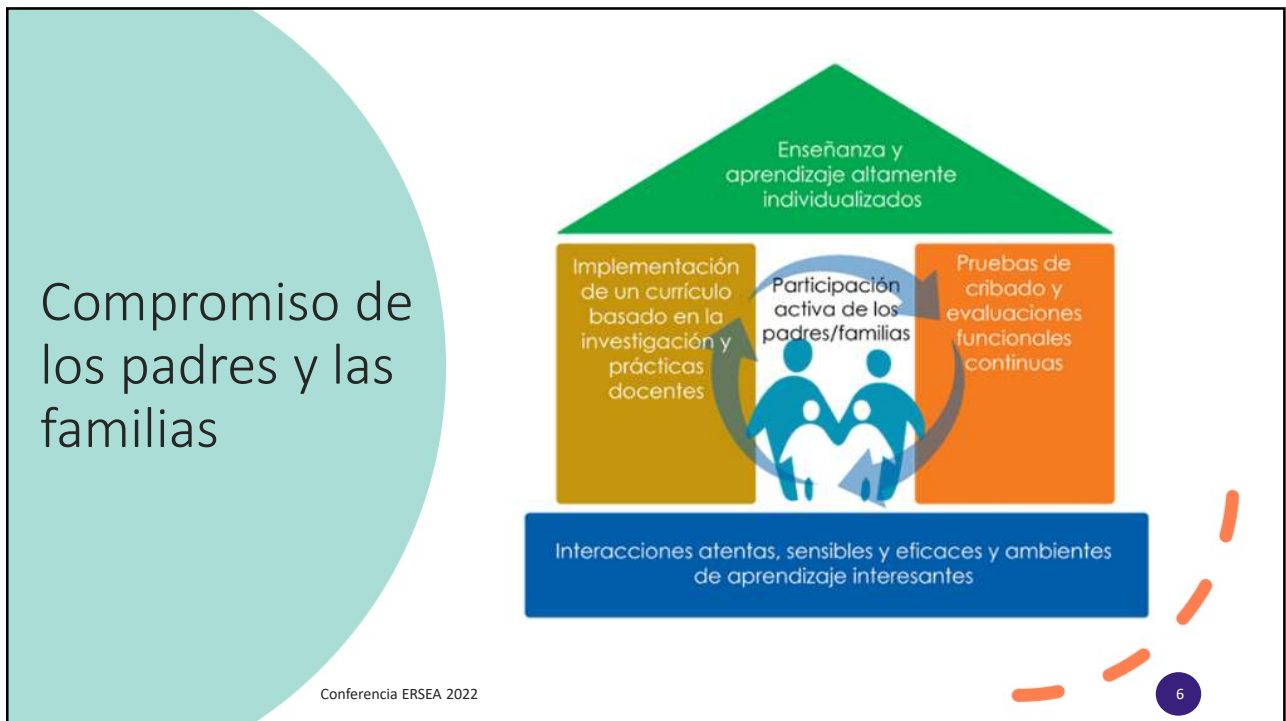 Compromiso de
los padres y las
familias
Enseñanza y
aprendizaje altamente
individualizados
Implementación
de un currículo
basado en la
investigación y
prácticas
docentes
Participación
activa de los
padres/familias
Pruebas de
cribado y
evaluaciones
funcionales
continuas
Interacciones atentas, sensibles y eficaces y ambientes
de aprendizaje interesantes
Conferencia ERSEA 2022
6